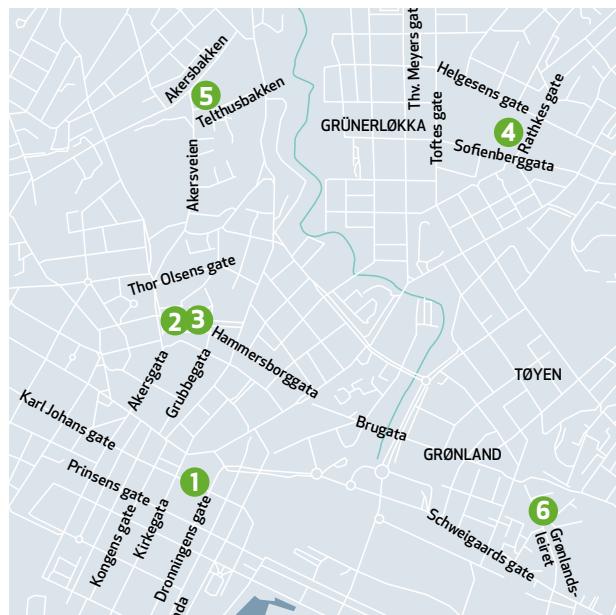 Akersbakken
5
Telthusbakken
Akersveien
Thv. Meyers gate
Helgesens gate
Rathkes gate
4
GRÜNERLØKKA
Toftes gate
Sofienberggata
Thor Olsens gate
2
3
Hammersborggata
Akersgata
Grubbegata
TØYEN
Karl Johans gate
Brugata
GRØNLAND
Prinsens gate
1
Kongens gate
Kirkegata
Dronningens gate
6
Schweigaards gate
Grønlands-
leiret
nda